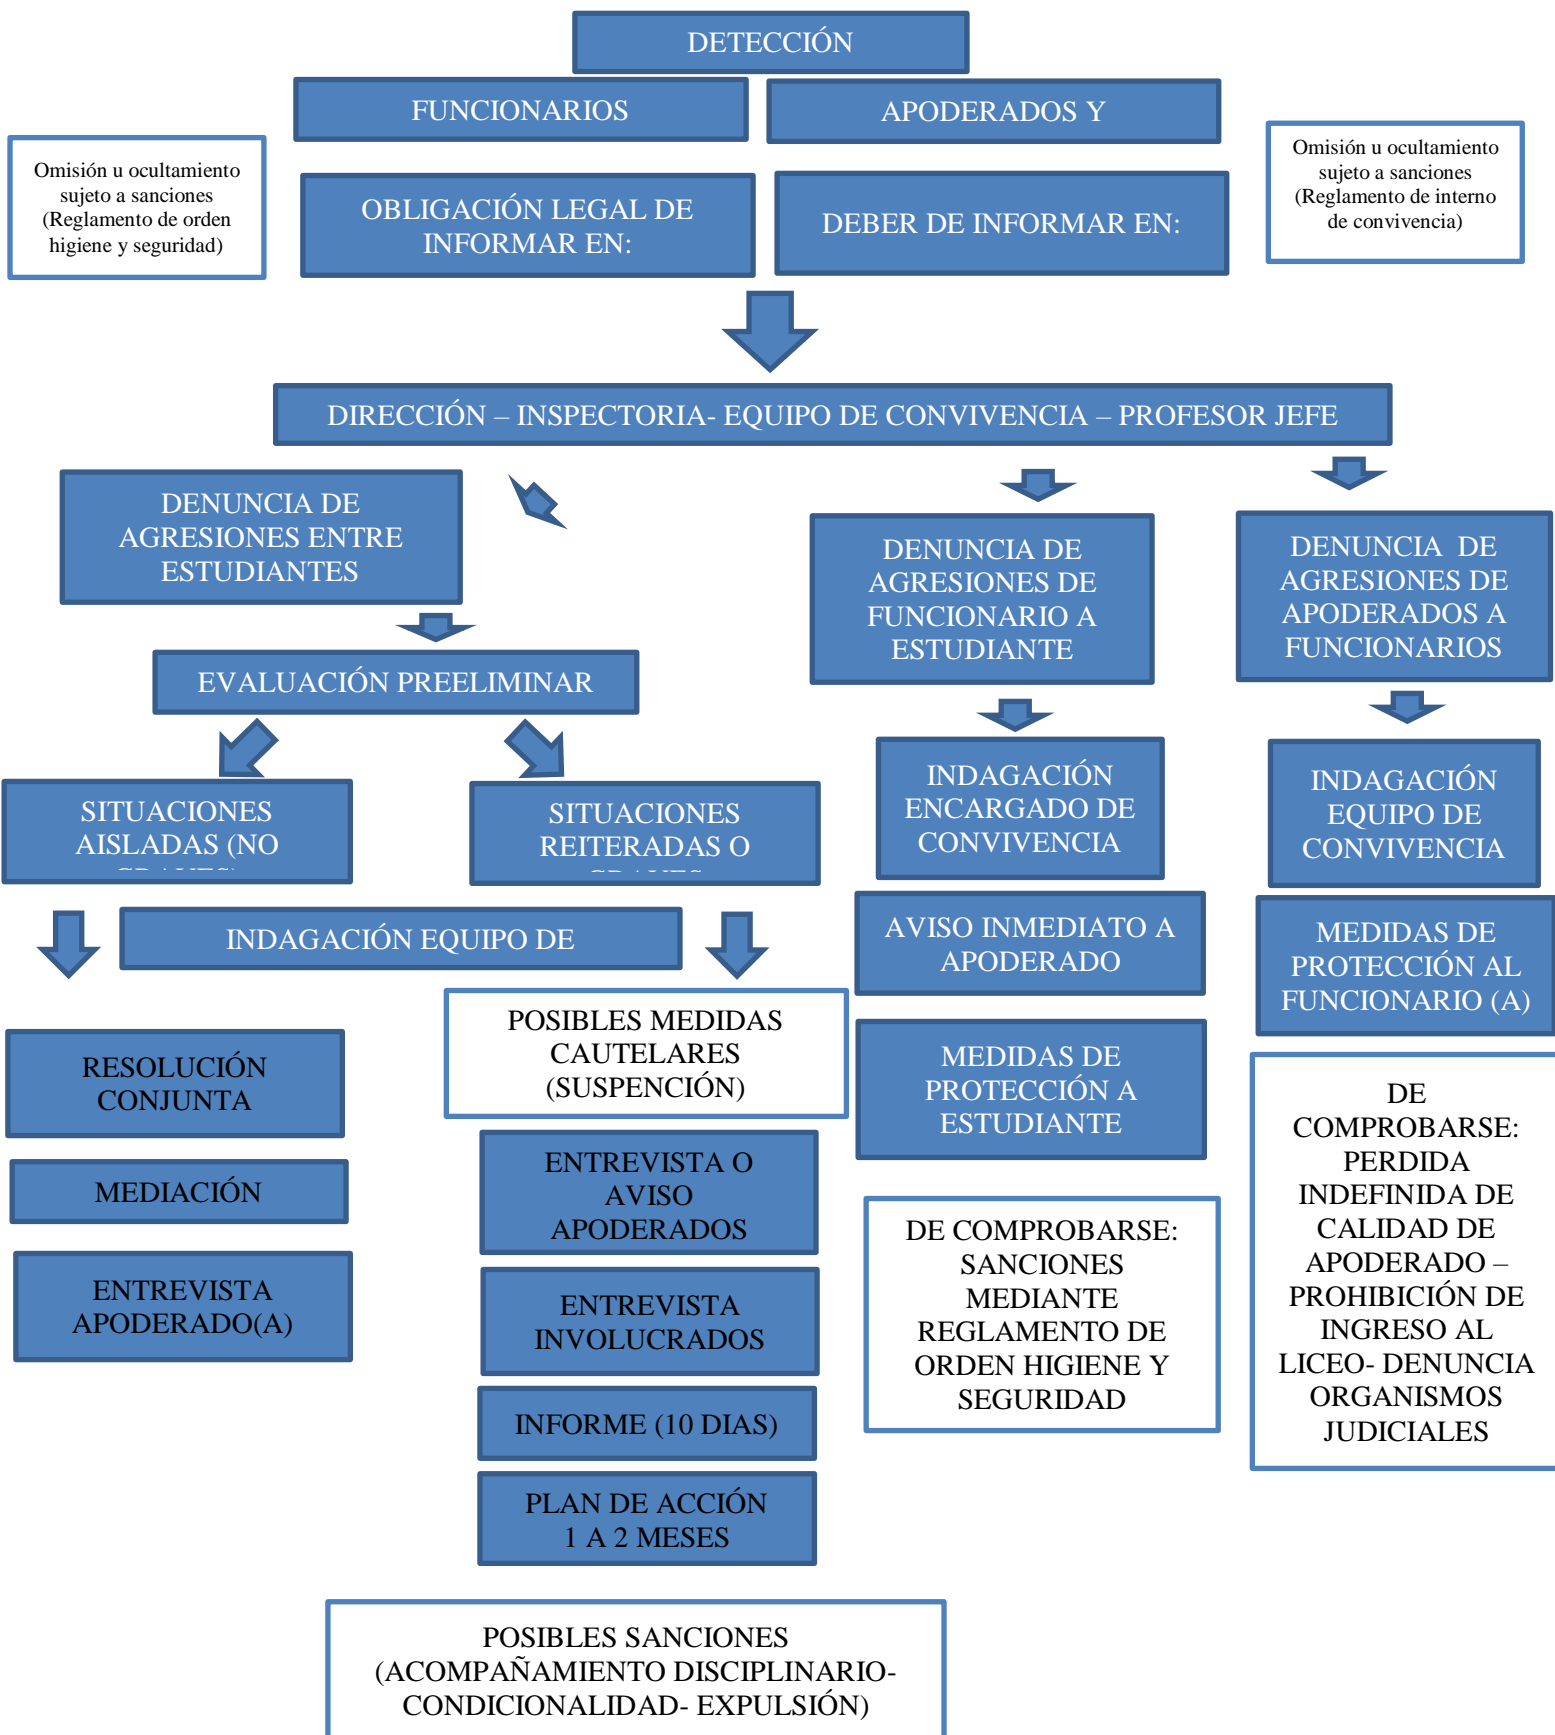 DETECCIÓN
FUNCIONARIOS
APODERADOS Y
Omisión u ocultamiento
sujeto a sanciones
(Reglamento de orden
higiene y seguridad)
OBLIGACIÓN LEGAL DE
INFORMAR EN:
DEBER DE INFORMAR EN:
Omisión u ocultamiento
sujeto a sanciones
(Reglamento de interno
de convivencia)
DIRECCIÓN – INSPECTORIA- EQUIPO DE CONVIVENCIA – PROFESOR JEFE
DENUNCIA DE
AGRESIONES ENTRE
ESTUDIANTES
EVALUACIÓN PREELIMINAR
SITUACIONES
AISLADAS (NO
SITUACIONES
REITERADAS O
INDAGACIÓN EQUIPO DE
RESOLUCIÓN
CONJUNTA
MEDIACIÓN
ENTREVISTA
APODERADO(A)
POSIBLES MEDIDAS
CAUTELARES
(SUSPENCIÓN)
ENTREVISTA O
AVISO
APODERADOS
ENTREVISTA
INVOLUCRADOS
INFORME (10 DIAS)
PLAN DE ACCIÓN
1 A 2 MESES
POSIBLES SANCIONES
(ACOMPAÑAMIENTO DISCIPLINARIO-
CONDICIONALIDAD- EXPULSIÓN)
DENUNCIA DE
AGRESIONES DE
FUNCIONARIO A
ESTUDIANTE
INDAGACIÓN
ENCARGADO DE
CONVIVENCIA
AVISO INMEDIATO A
APODERADO
MEDIDAS DE
PROTECCIÓN A
ESTUDIANTE
DE COMPROBARSE:
SANCIONES
MEDIANTE
REGLAMENTO DE
ORDEN HIGIENE Y
SEGURIDAD
DENUNCIA DE
AGRESIONES DE
APODERADOS A
FUNCIONARIOS
INDAGACIÓN
EQUIPO DE
CONVIVENCIA
MEDIDAS DE
PROTECCIÓN AL
FUNCIONARIO (A)
DE
COMPROBARSE:
PERDIDA
INDEFINIDA DE
CALIDAD DE
APODERADO –
PROHIBICIÓN DE
INGRESO AL
LICEO- DENUNCIA
ORGANISMOS
JUDICIALES